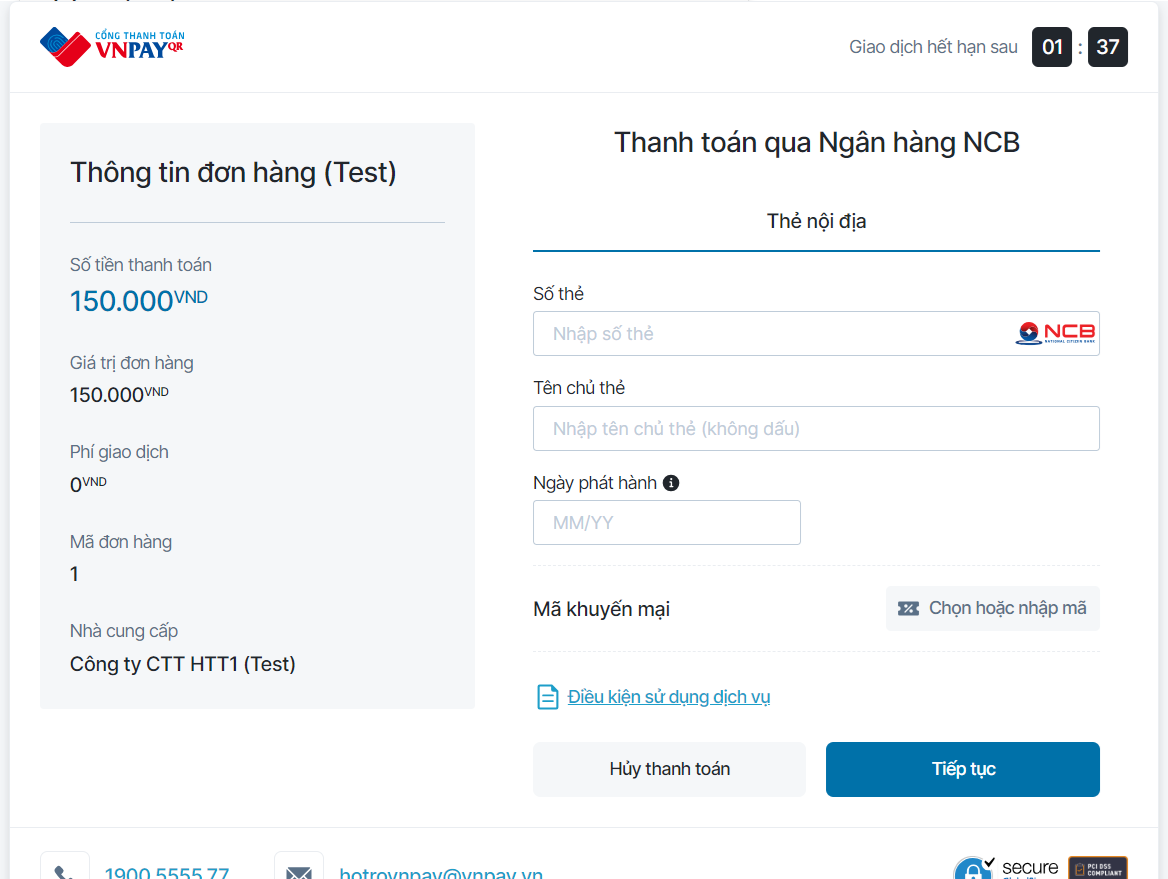 CỔNG THANH TOÁN
VNPAYQR
Giao dịch hết hạn sau 01 : 37
Thông tin đơn hàng (Test)
Số tiền thanh toán
150.000VND
Giá trị đơn hàng
150.000VND
Phí giao dịch
0VND
Mã đơn hàng
1
Nhà cung cấp
Công ty CTT HTT1 (Test)
Thanh toán qua Ngân hàng NCB
Thẻ nội địa
Số thẻ
Nhập số thẻ
NCB
NATIONAL CITIZEN BANK
Tên chủ thẻ
Nhập tên chủ thẻ (không dấu)
Ngày phát hành
MM/YY
Mã khuyến mại
Chọn hoặc nhập mã
Điều kiện sử dụng dịch vụ
Hủy thanh toán
Tiếp tục
1900 5555 77
hotrovnpay@vnpay.vn
secure
PCI DSS
COMPLIANT